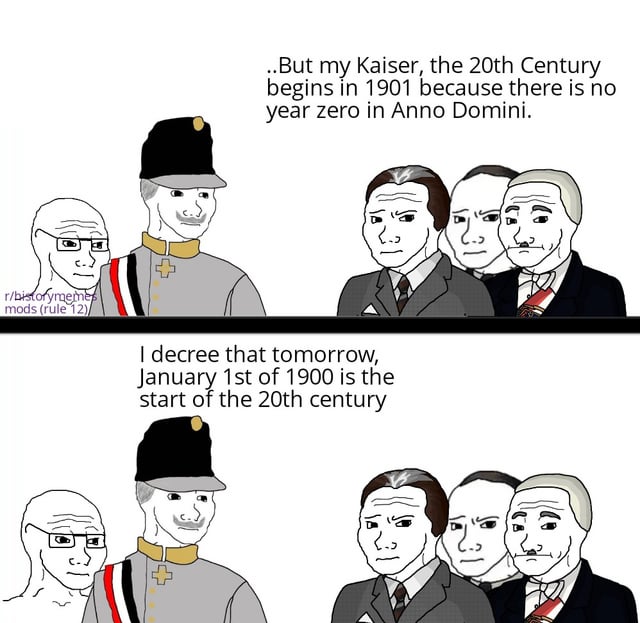 ..But my Kaiser, the 20th Century
begins in 1901 because there is no
year zero in Anno Domini.
r/historymemes
mods (rule 12)
I decree that tomorrow,
January 1st of 1900 is the
start of the 20th century